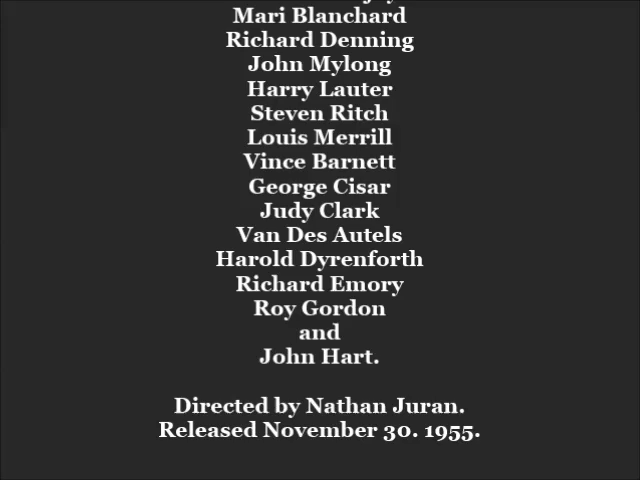 Mari Blanchard
Richard Denning
John Mylong
Harry Lauter
Steven Ritch
Louis Merrill
Vince Barnett
George Cisar
Judy Clark
Van Des Autels
Harold Dyrenforth
Richard Emory
Roy Gordon
and
John Hart.
Directed by Nathan Juran.
Released November 30. 1955.